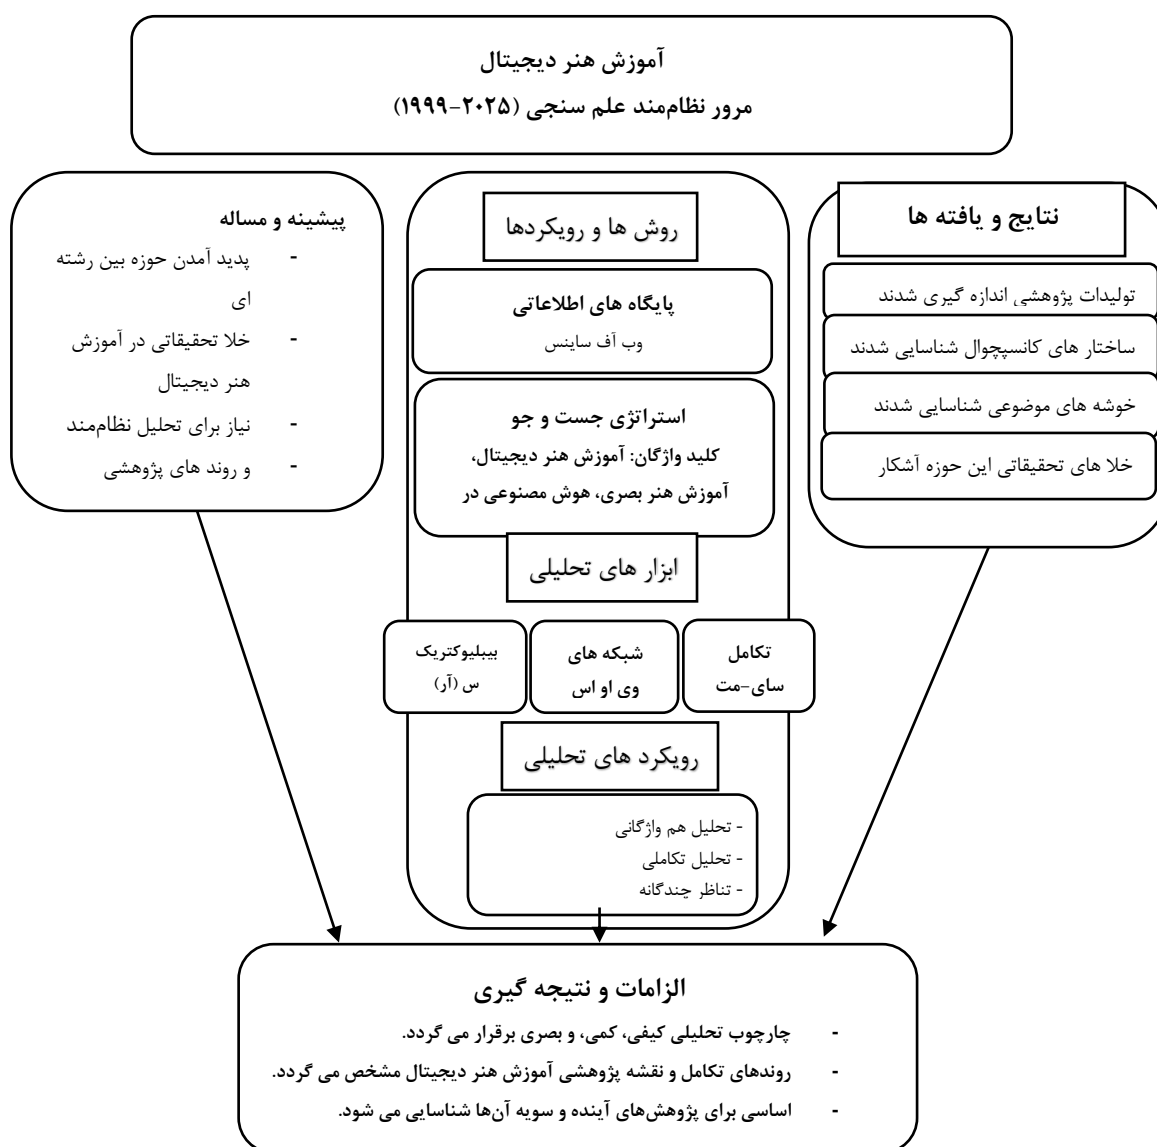 آموزش هنر دیجیتال
مرور نظام‌مند علم سنجی (۲۰۲۵-۱۹۹۹)
نتایج و یافته ها
تولیدات پژوهشی اندازه گیری شدند
ساختار های کانسپچوال شناسایی شدند
خوشه های موضوعی شناسایی شدند
خلا های تحقیقاتی این حوزه آشکار
روش ها و رویکردها
پایگاه های اطلاعاتی
وب آف ساینس
استراتژی جست و جو
کلید واژگان: آموزش هنر دیجیتال،
آموزش هنر بصری، هوش مصنوعی در
ابزار های تحلیلی
تکامل
سای-مت
شبکه های
وی او اس
بیبلیوکتریک
س (آر)
رویکرد های تحلیلی
- تحلیل هم واژگانی
- تحلیل تکاملی
- تناظر چندگانه
پیشینه و مساله
- پدید آمدن حوزه بین رشته
ای
- خلا تحقیقاتی در آموزش
هنر دیجیتال
- نیاز برای تحلیل نظام‌مند
- و روند های پژوهشی
الزامات و نتیجه گیری
- چارچوب تحلیلی کیفی، کمی، و بصری برقرار می گردد.
- روندهای تکامل و نقشه پژوهشی آموزش هنر دیجیتال مشخص می گردد.
- اساسی برای پژوهش‌های آینده و سویه آن‌ها شناسایی می شود.